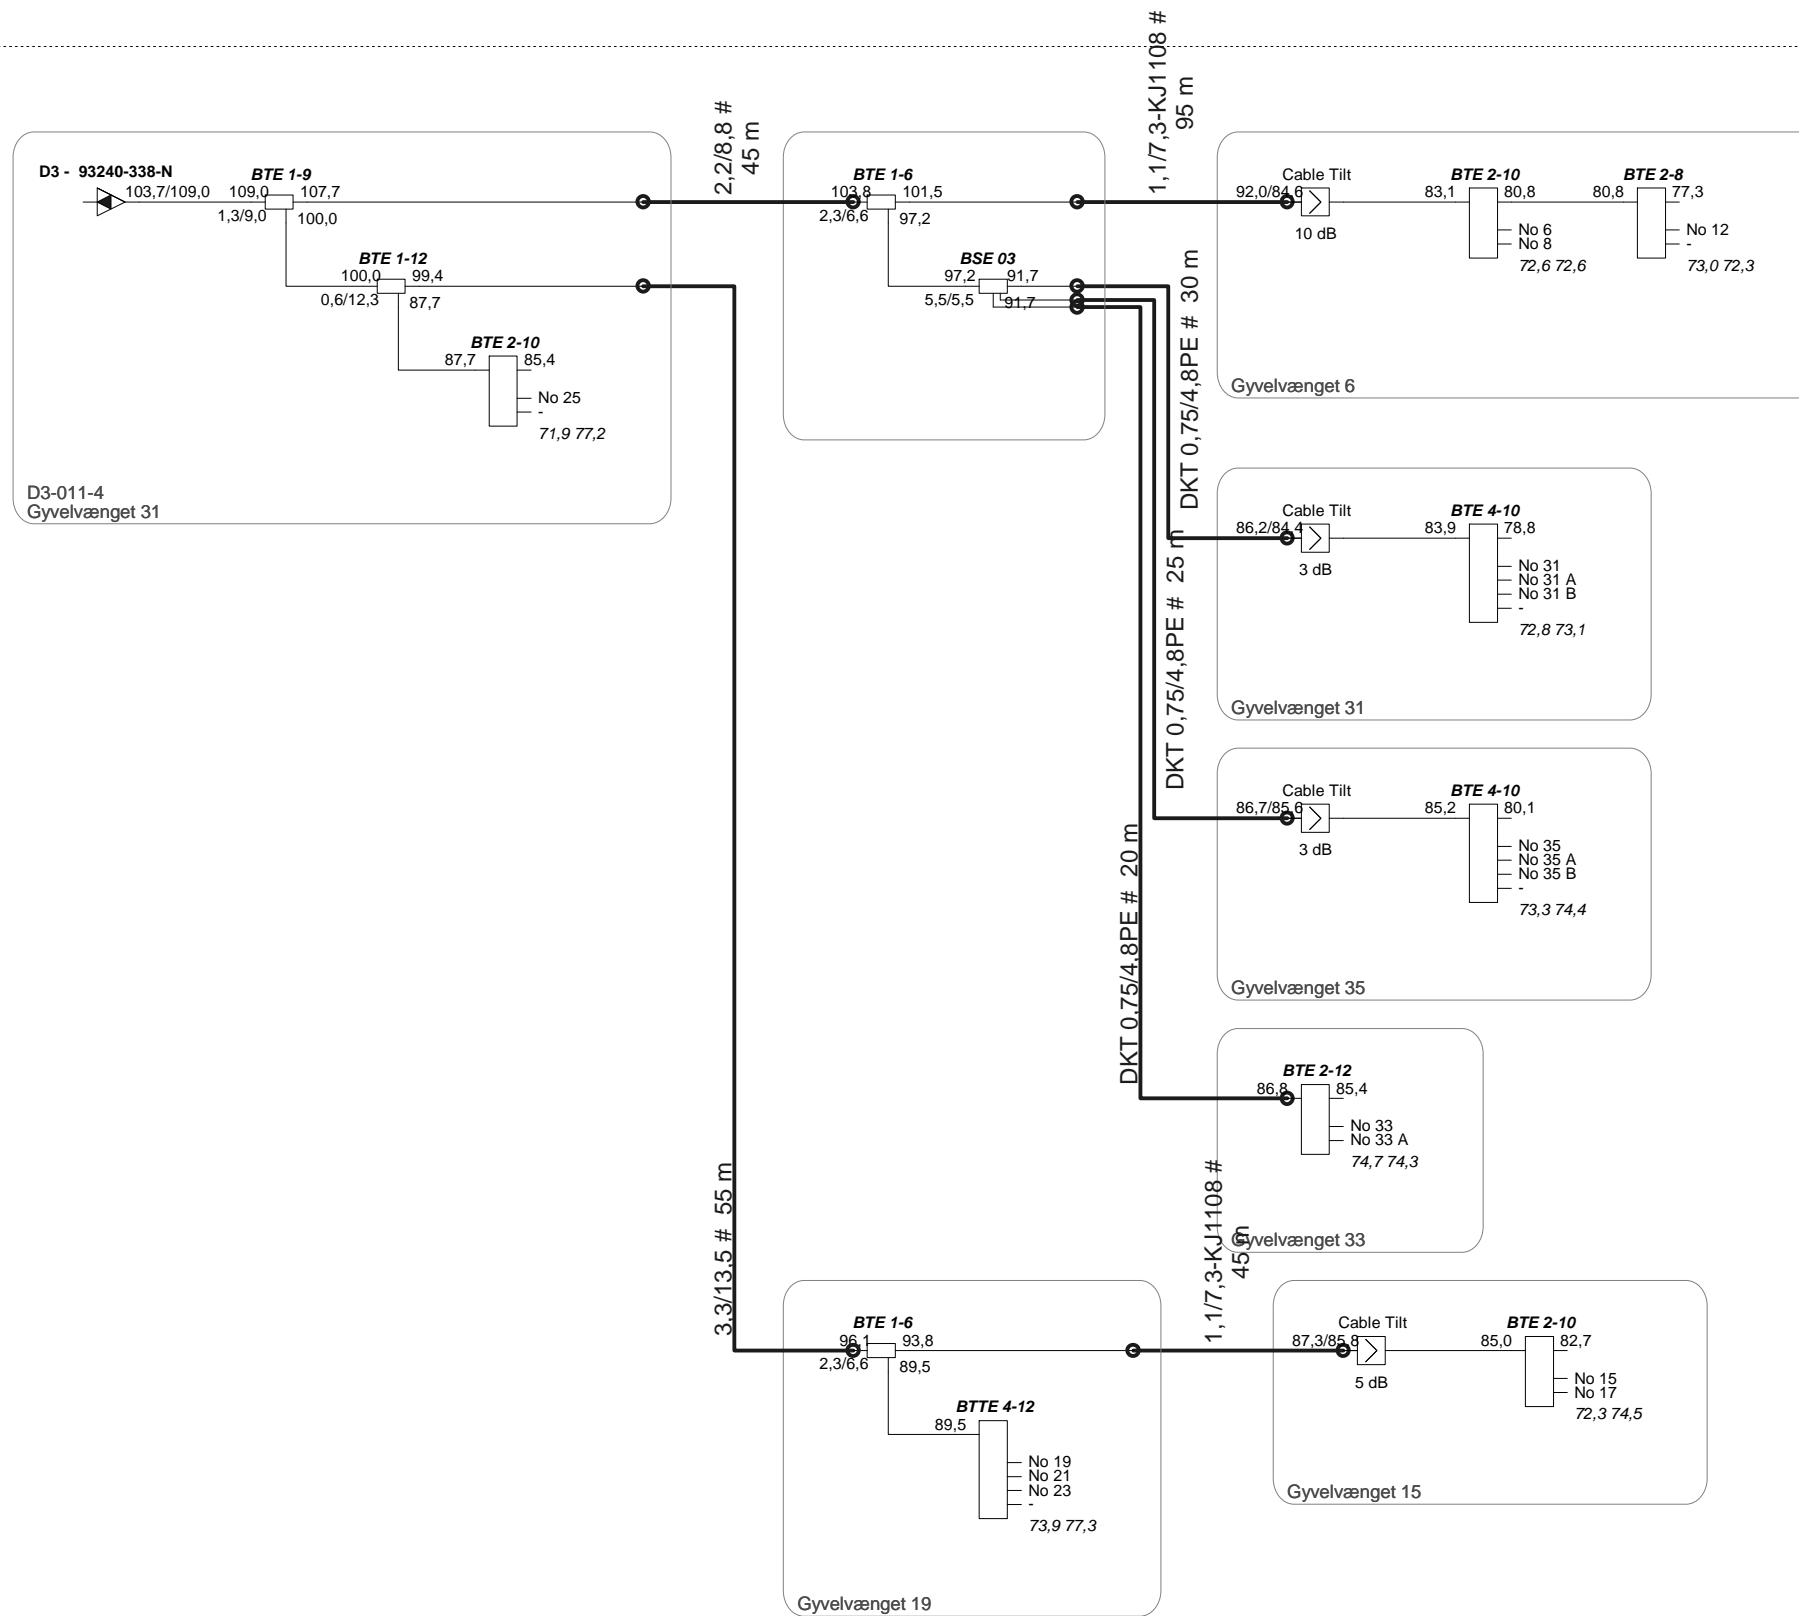 D3 - 93240-338-N
103,7/109,0
BTE 1-9
109,0
107,7
1,3/9,0
100,0
BTE 1-12
100,0
99,4
0,6/12,3
87,7
BTE 2-10
87,7
85,4
No 25
-
71,9 77,2
D3-011-4
Gyvelvænget 31
2,2/8,8 #
45 m
BTE 1-6
103,8
101,5
2,3/6,6
97,2
BSE 03
97,2
91,7
5,5/5,5
91,7
1,1/7,3-KJ1108 #
95 m
92,0/84,6
Cable Tilt
10 dB
BTE 2-10
83,1
80,8
No 6
No 8
72,6 72,6
BTE 2-8
80,8
77,3
No 12
-
73,0 72,3
Gyvelvænget 6
DKT 0,75/4,8PE # 30 m
86,2/84,4
Cable Tilt
3 dB
BTE 4-10
83,9
78,8
No 31
No 31 A
No 31 B
-
72,8 73,1
Gyvelvænget 31
DKT 0,75/4,8PE # 25 m
86,7/85,6
Cable Tilt
3 dB
BTE 4-10
85,2
80,1
No 35
No 35 A
No 35 B
-
73,3 74,4
Gyvelvænget 35
DKT 0,75/4,8PE # 20 m
BTE 2-12
86,8
85,4
No 33
No 33 A
74,7 74,3
Gyvelvænget 33
3,3/13,5 # 55 m
BTE 1-6
96,1
93,8
2,3/6,6
89,5
BTTE 4-12
89,5
No 19
No 21
No 23
-
73,9 77,3
Gyvelvænget 19
1,1/7,3-KJ1108 #
45 m
87,3/85,8
Cable Tilt
5 dB
BTE 2-10
85,0
82,7
No 15
No 17
72,3 74,5
Gyvelvænget 15